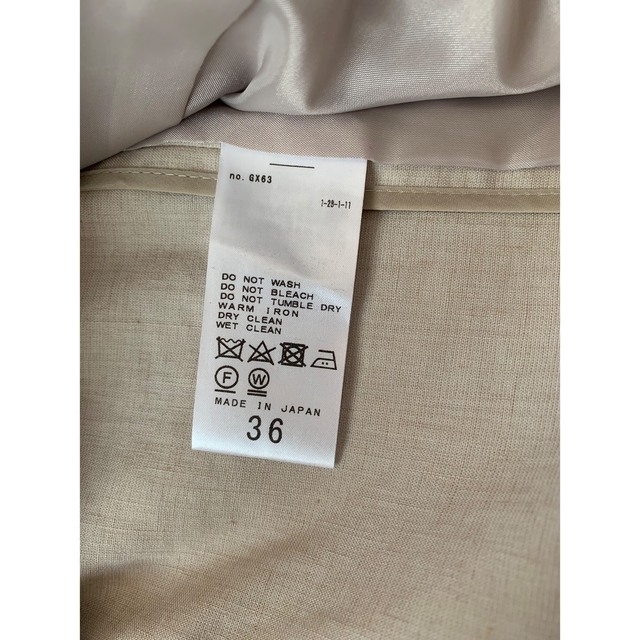 no. GX63
1-29-1-11
DO NOT WASH
DO NOT BLEACH
DO NOT TUMBLE DRY
WARM IRON
DRY CLEAN
WET CLEAN
F W
MADE IN JAPAN
36